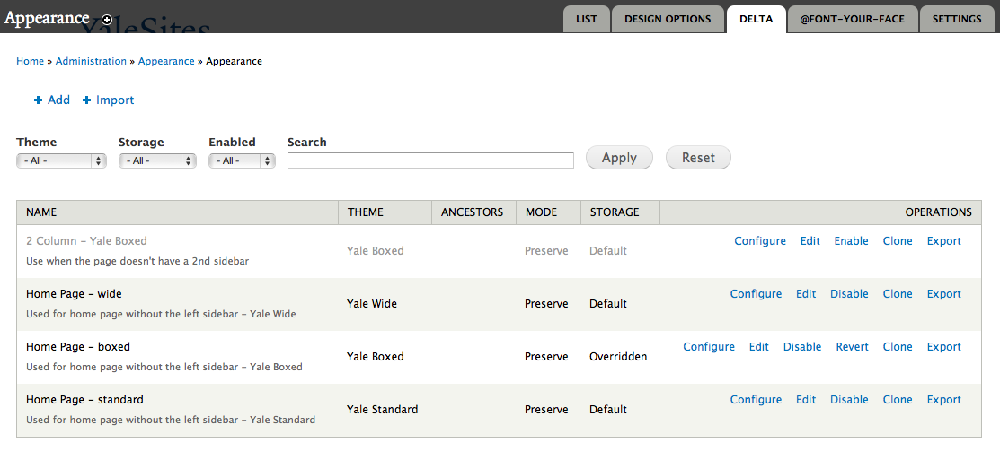 Appearance
YaleSites
LIST DESIGN OPTIONS DELTA @FONT-YOUR-FACE SETTINGS
Home » Administration » Appearance » Appearance
Add Import
Theme Storage Enabled Search
- All - - All - - All - Apply Reset
NAME THEME ANCESTORS MODE STORAGE OPERATIONS
2 Column – Yale Boxed Yale Boxed Preserve Default Configure Edit Enable Clone Export
Use when the page doesn't have a 2nd sidebar
Home Page – wide Yale Wide Preserve Default Configure Edit Disable Clone Export
Used for home page without the left sidebar – Yale Wide
Home Page – boxed Yale Boxed Preserve Overridden Configure Edit Disable Revert Clone Export
Used for home page without the left sidebar – Yale Boxed
Home Page – standard Yale Standard Preserve Default Configure Edit Disable Clone Export
Used for home page without the left sidebar – Yale Standard